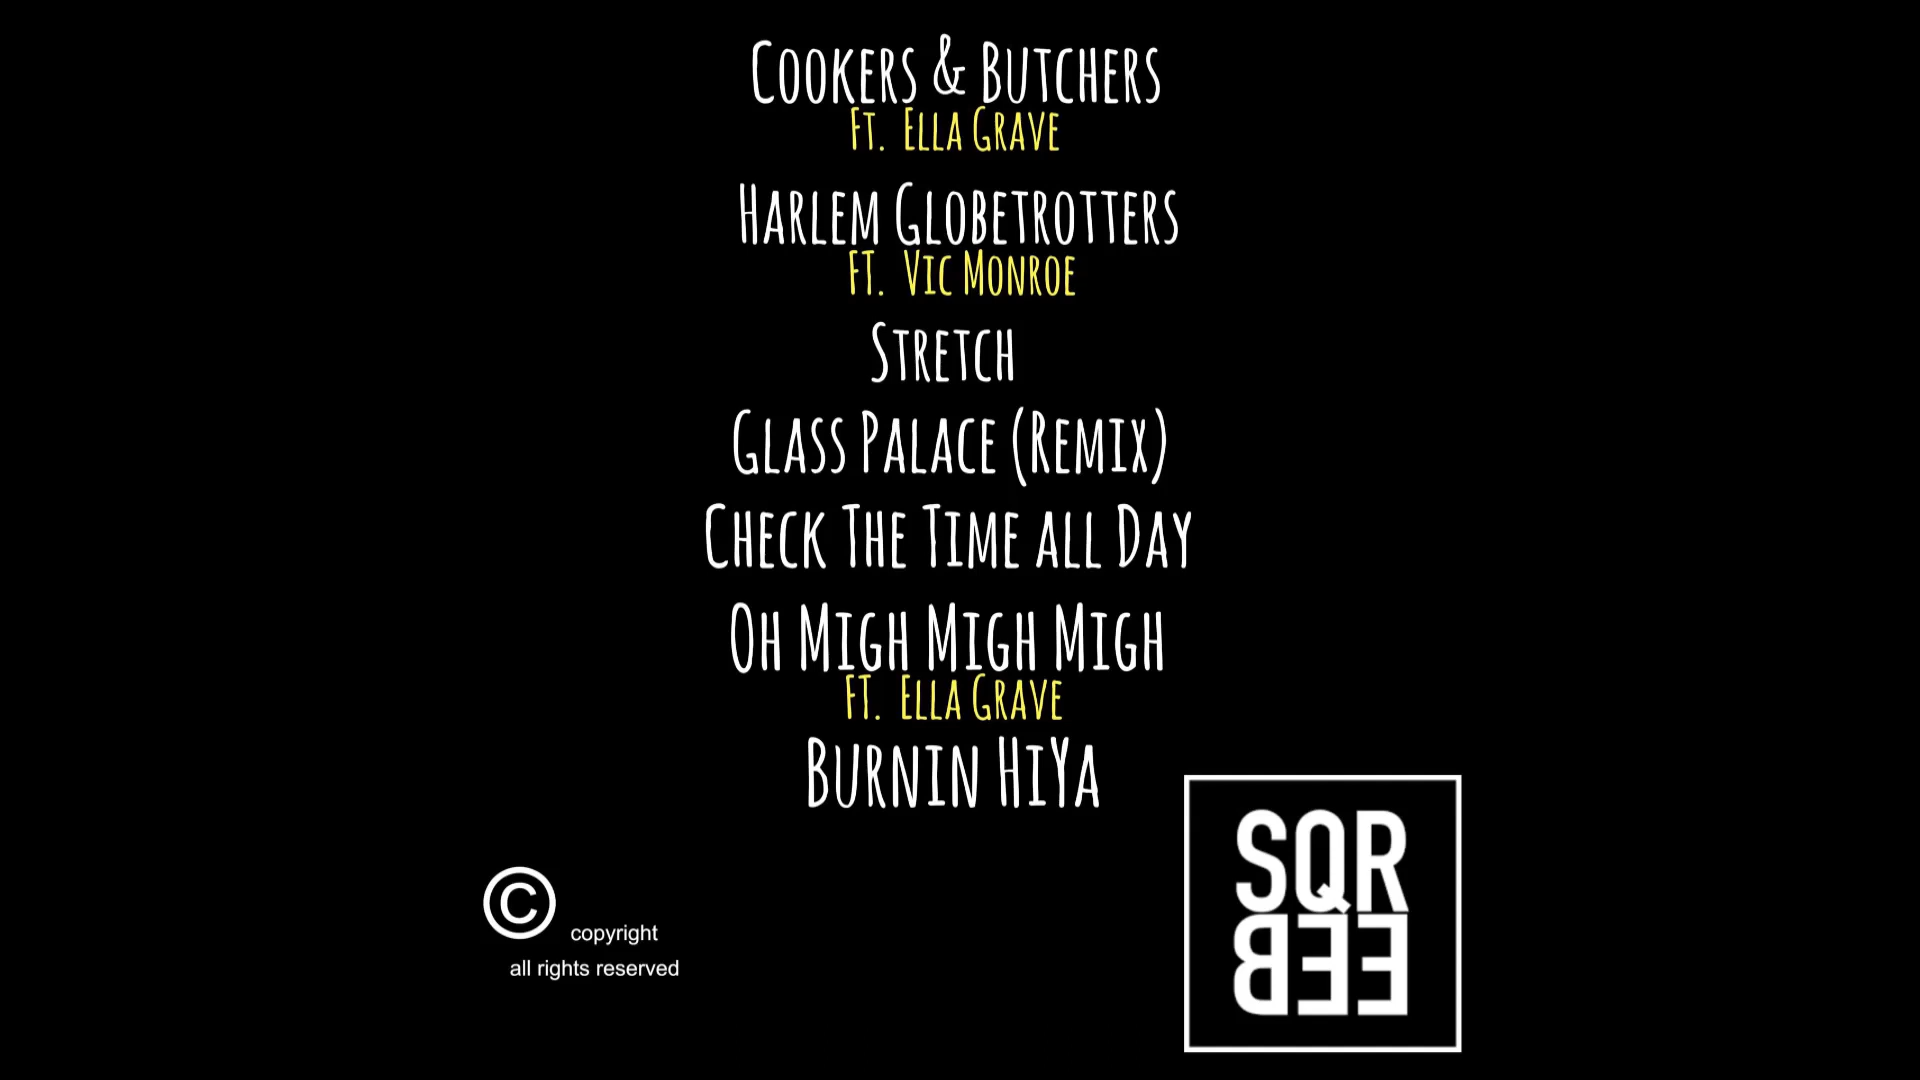 Cookers & Butchers
Ft. Ella Grave
Harlem Globetrotters
FT. Vic Monroe
Stretch
Glass Palace (Remix)
Check The Time all Day
Oh Migh Migh Migh
FT. Ella Grave
Burnin HiYa
© copyright
all rights reserved
SQR
BEE